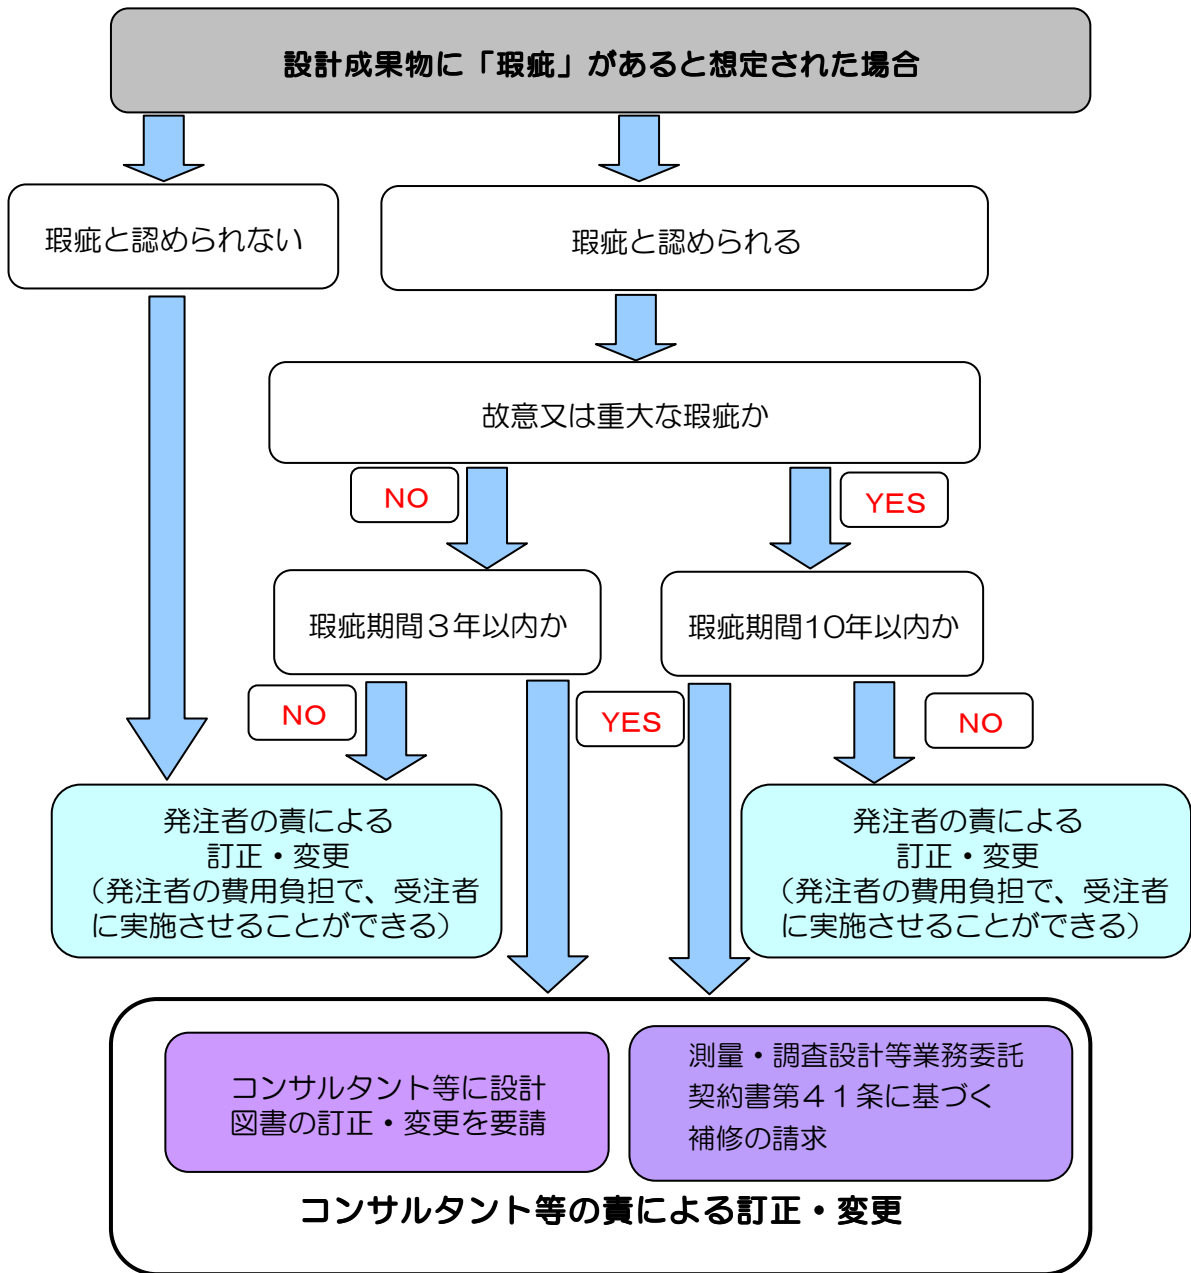 設計成果物に「瑕疵」があると想定された場合
瑕疵と認められない
瑕疵と認められる
故意又は重大な瑕疵か
NO
YES
瑕疵期間３年以内か
瑕疵期間10年以内か
NO
YES
NO
発注者の責による
訂正・変更
（発注者の費用負担で、受注者
に実施させることができる）
発注者の責による
訂正・変更
（発注者の費用負担で、受注者
に実施させることができる）
コンサルタント等に設計
図書の訂正・変更を要請
測量・調査設計等業務委託
契約書第４１条に基づく
補修の請求
コンサルタント等の責による訂正・変更